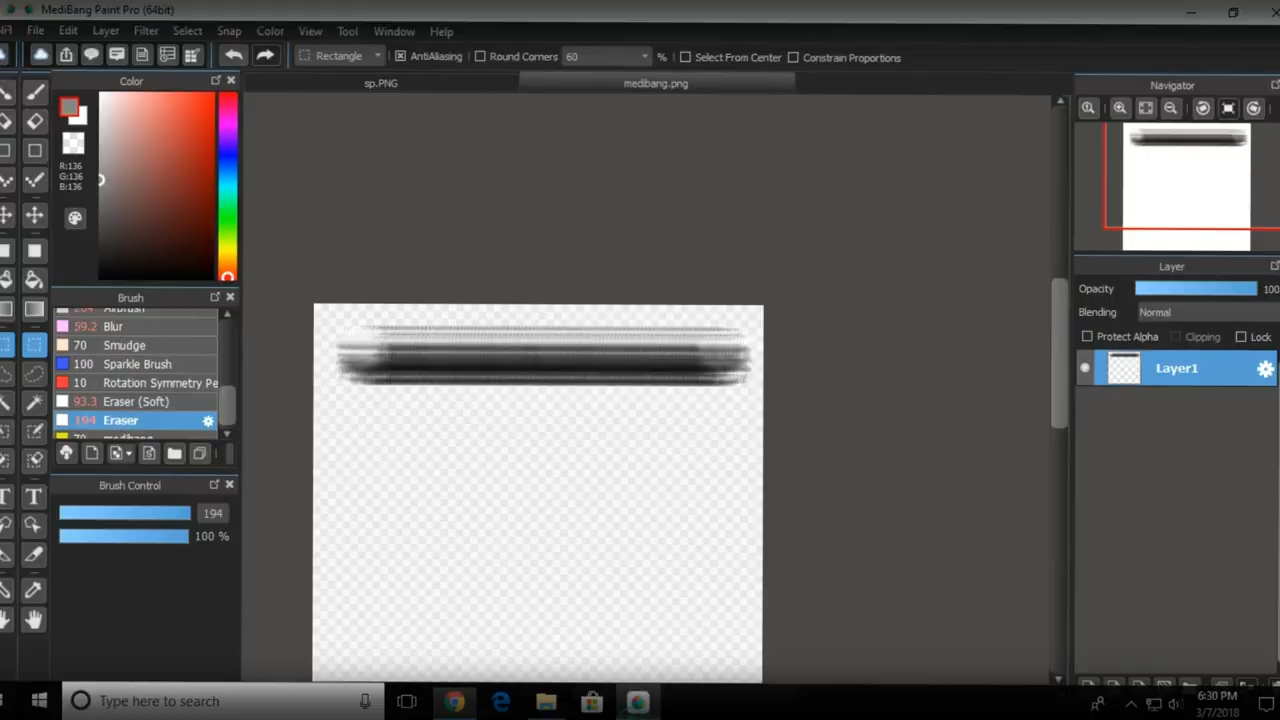 MediBang Paint Pro (64bit)
File Edit Layer Filter Select Snap Color View Tool Window Help
Rectangle AntiAliasing Round Corners 60 % Select From Center Constrain Proportions
Color
sp.PNG
medibang.png
Navigator
R:136
G:136
B:136
Brush
Airbrush
59.2 Blur
70 Smudge
100 Sparkle Brush
10 Rotation Symmetry Pe
93.3 Eraser (Soft)
194 Eraser
70 medibang
Brush Control
194
100 %
Layer
Opacity 100
Blending Normal
Protect Alpha Clipping Lock
Layer1
Type here to search
6:30 PM
3/7/2018